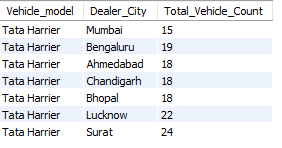 Vehicle_model Dealer_City Total_Vehicle_Count
Tata Harrier Mumbai 15
Tata Harrier Bengaluru 19
Tata Harrier Ahmedabad 18
Tata Harrier Chandigarh 18
Tata Harrier Bhopal 18
Tata Harrier Lucknow 22
Tata Harrier Surat 24